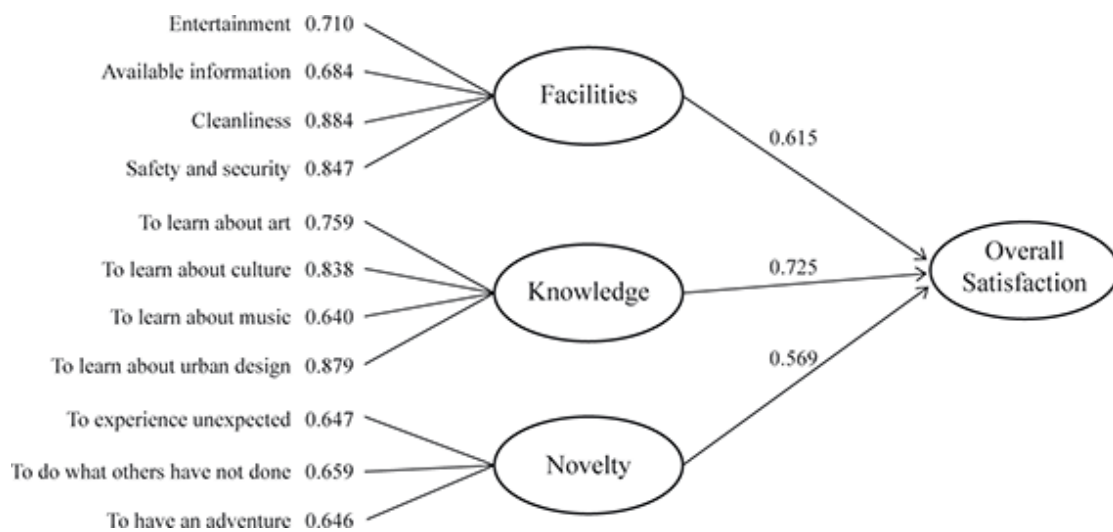 Entertainment 0.710
Available information 0.684
Cleanliness 0.884
Safety and security 0.847
Facilities
0.615
To learn about art 0.759
To learn about culture 0.838
To learn about music 0.640
To learn about urban design 0.879
Knowledge
0.725
Overall
Satisfaction
To experience unexpected 0.647
To do what others have not done 0.659
To have an adventure 0.646
Novelty
0.569